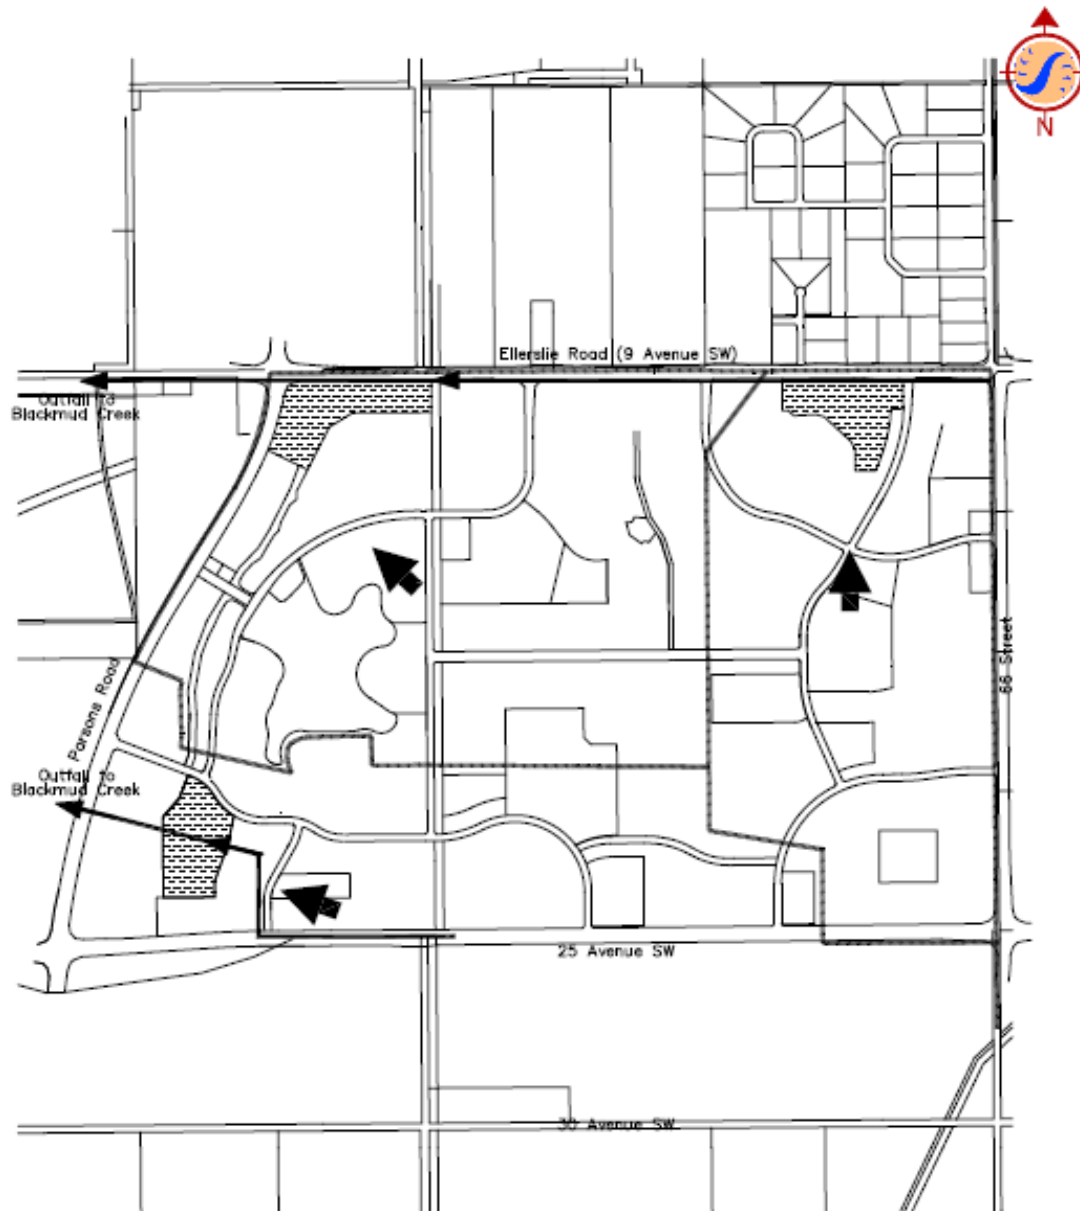 N
Ellerslie Road (9 Avenue SW)
Outfall to
Blackmud Creek
66 Street
Parsons Road
Outfall to
Blackmud Creek
25 Avenue SW
30 Avenue SW